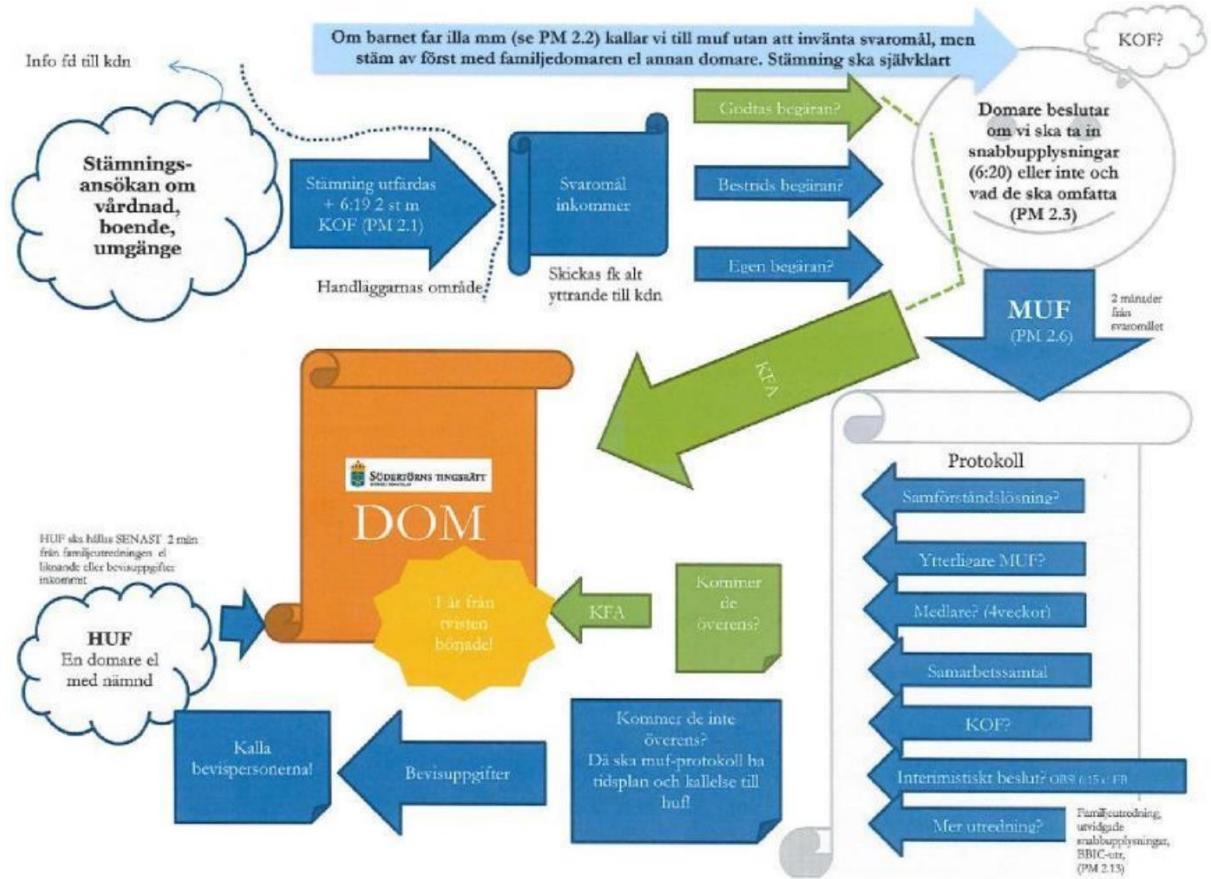 Om barnet far illa mm (se PM 2.2) kallar vi till muf utan att invänta svaromål, men
stäm av först med familjedomaren el annan domare. Stämning ska självklart
KOF?
Info fd till kdn
Stämnings-
ansökan om
vårdnad,
boende,
umgänge
Stämning utfärdas
+ 6:19 2 st m
KOF (PM 2.1)
Handläggarnas område
Svaromål
inkommer
Skickas fk alt
yttrande till kdn
Godtas begäran?
Bestrids begäran?
Egen begäran?
Domare beslutar
om vi ska ta in
snabbupplysningar
(6:20) eller inte och
vad de ska omfatta
(PM 2.3)
MUF
(PM 2.6)
2 månader
från
svaromålet
KFA
Protokoll
Samförståndslösning?
Ytterligare MUF?
Medlare? (4veckor)
Samarbetssamtal
KOF?
Interimistiskt beslut? OBS! 6:15 c FB
Mer utredning?
Familjeutredning,
utvidgade
snabbupplysningar,
BBIC-utr,
(PM 2.13)
SÖDERTÖRNS TINGSRÄTT
DOM
1 år från
tvisten
började!
KFA
Kommer
de
överens?
Kommer de inte
överens?
Då ska muf-protokoll ha
tidsplan och kallelse till
huf!
Bevisuppgifter
Kalla
bevispersonerna!
HUF ska hållas SENAST 2 mån
från familjeutredningen el
liknande eller bevisuppgifter
inkommit
HUF
En domare el
med nämnd